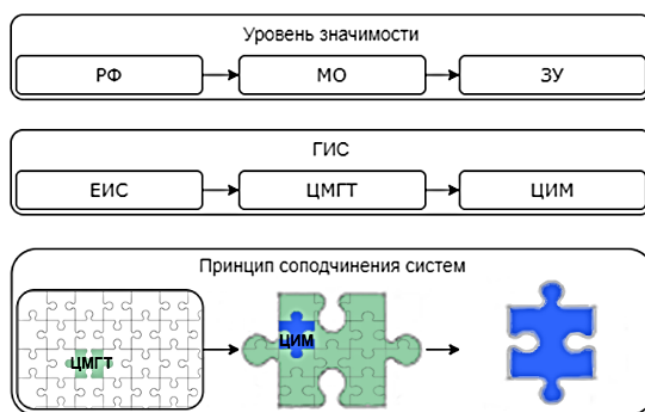 Уровень значимости
РФ
МО
ЗУ
ГИС
ЕИС
ЦМГТ
ЦИМ
Принцип соподчинения систем
ЦМГТ
ЦИМ